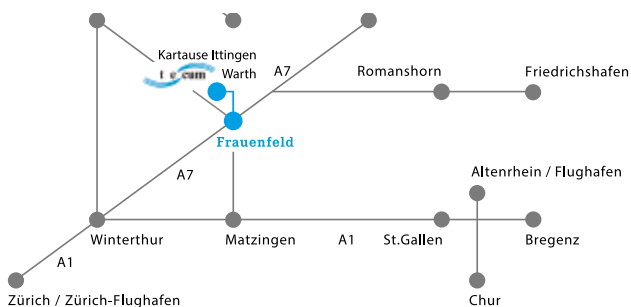 Kartause Ittingen
tecum
Warth
A7
Romanshorn
Friedrichshafen
Frauenfeld
A7
Altenrhein / Flughafen
Winterthur
Matzingen
A1
St.Gallen
Bregenz
A1
Zürich / Zürich-Flughafen
Chur